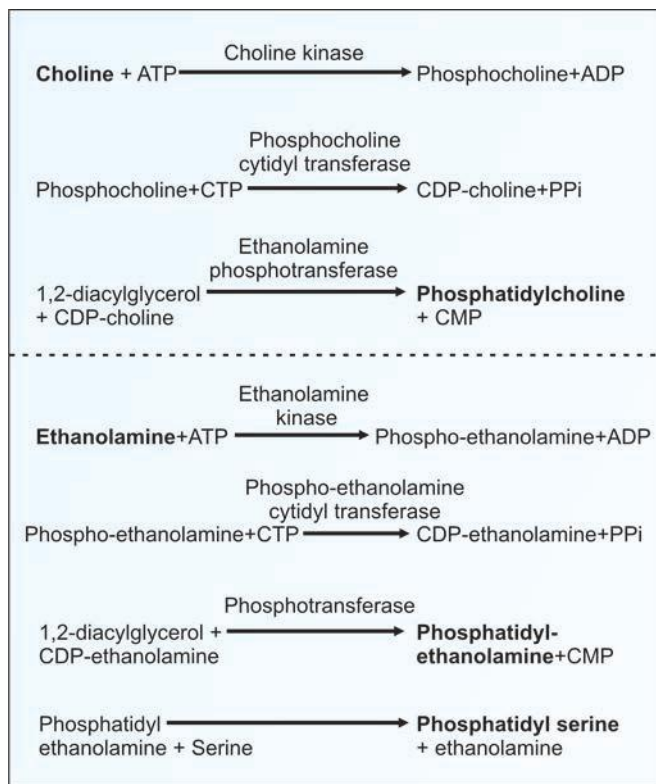 Choline kinase
Choline + ATP Phosphocholine+ADP
Phosphocholine
cytidyl transferase
Phosphocholine+CTP CDP-choline+PPi
Ethanolamine
phosphotransferase
1,2-diacylglycerol Phosphatidylcholine
+ CDP-choline + CMP
Ethanolamine
kinase
Ethanolamine+ATP Phospho-ethanolamine+ADP
Phospho-ethanolamine
cytidyl transferase
Phospho-ethanolamine+CTP CDP-ethanolamine+PPi
Phosphotransferase
1,2-diacylglycerol + Phosphatidyl-
CDP-ethanolamine ethanolamine+CMP
Phosphatidyl Phosphatidyl serine
ethanolamine + Serine + ethanolamine